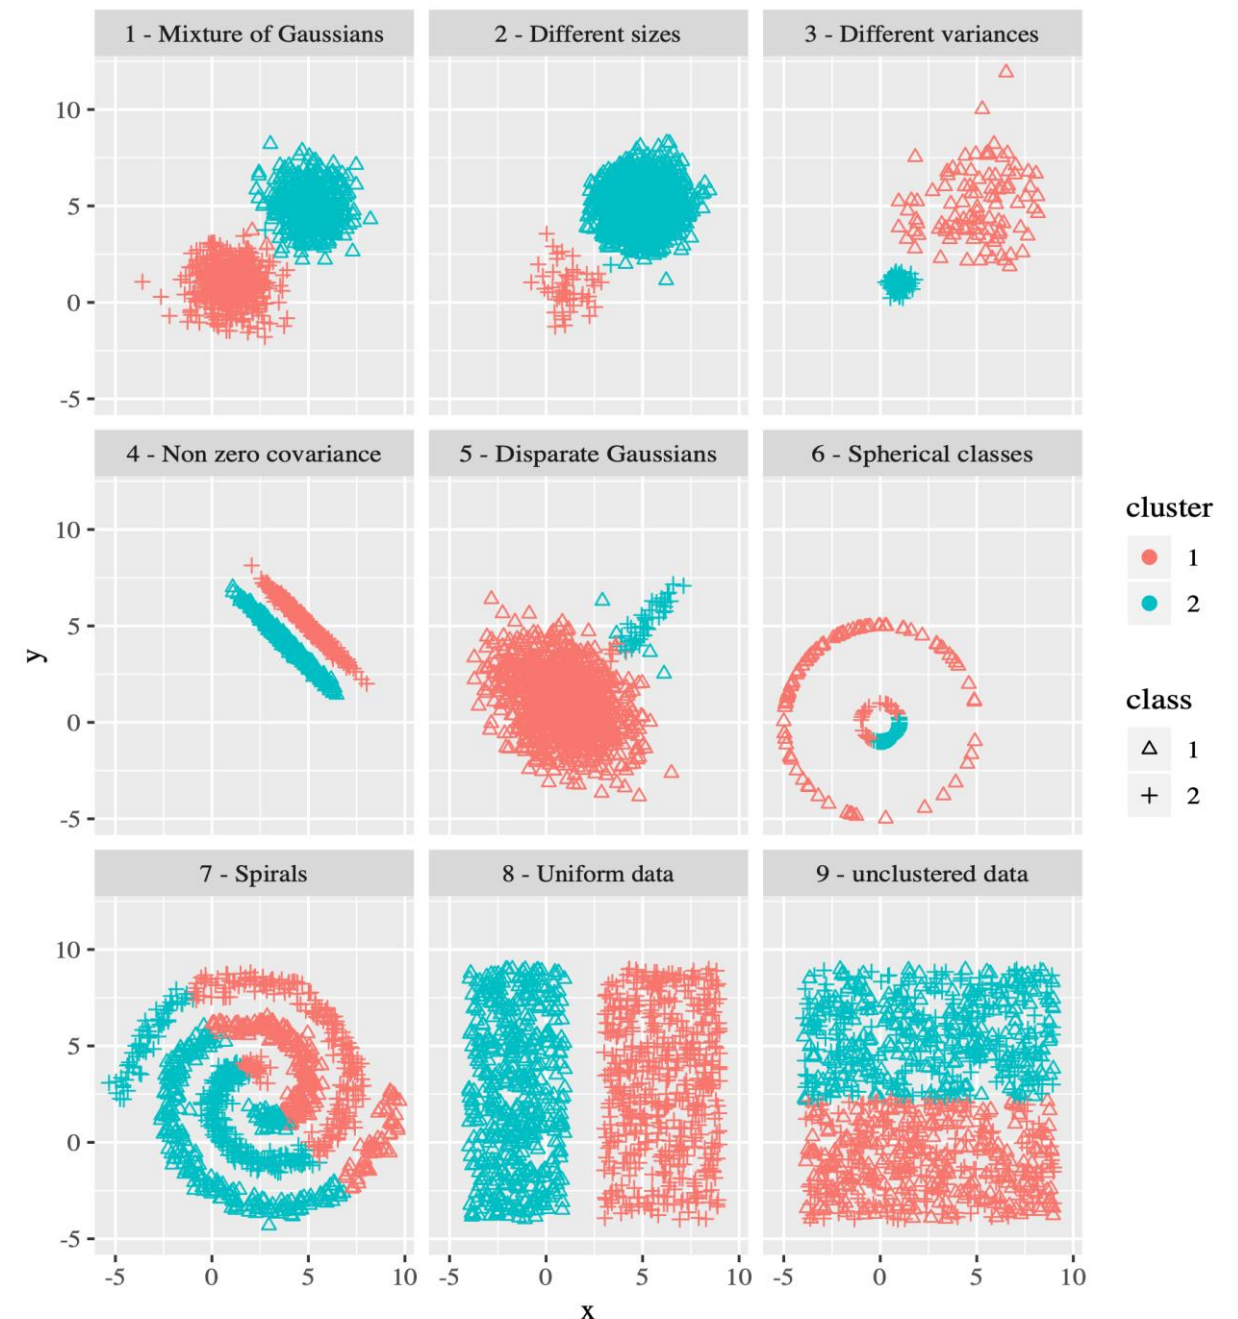 1 - Mixture of Gaussians
2 - Different sizes
3 - Different variances
10
5
0
-5
4 - Non zero covariance
5 - Disparate Gaussians
6 - Spherical classes
10
5
0
-5
y
7 - Spirals
8 - Uniform data
9 - unclustered data
10
5
0
-5
-5 0 5 10
-5 0 5 10
-5 0 5 10
x
cluster
1
2
class
1
2